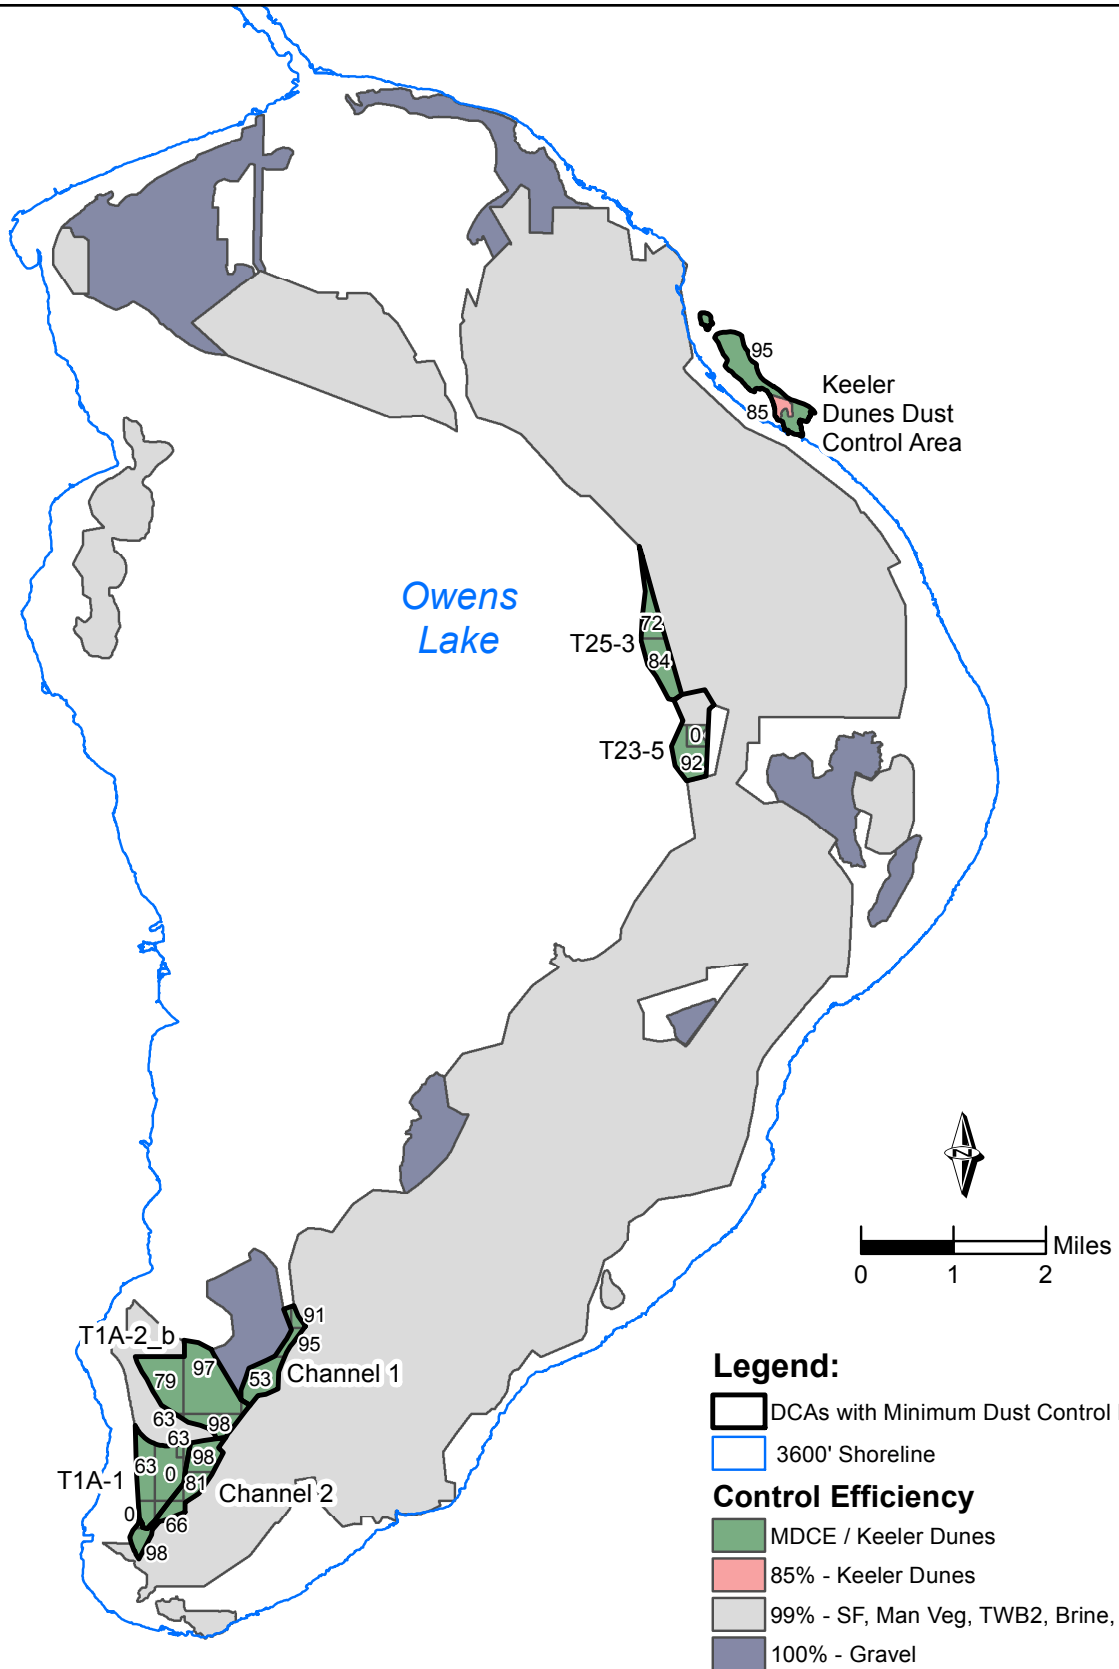 95
85
Keeler
Dunes Dust
Control Area
Owens
Lake
T25-3
72
84
T23-5
0
92
N
Miles
0 1 2
91
95
T1A-2_b
97
79
53
Channel 1
63
98
63
98
63
0
T1A-1
81
Channel 2
0
66
98
Legend:
DCAs with Minimum Dust Control
3600' Shoreline
Control Efficiency
MDCE / Keeler Dunes
85% - Keeler Dunes
99% - SF, Man Veg, TWB2, Brine,
100% - Gravel